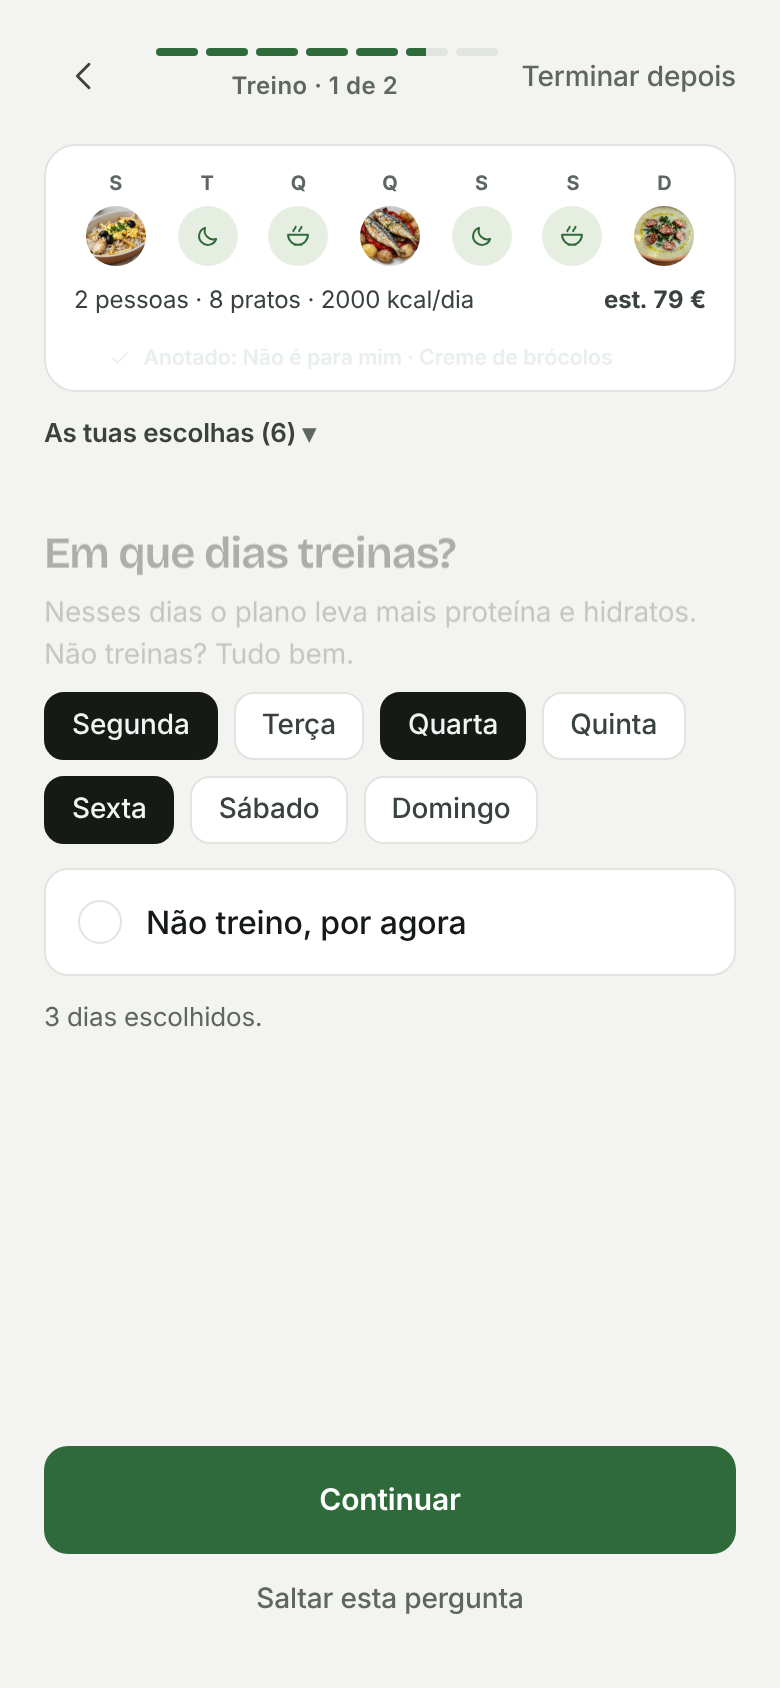 Treino · 1 de 2
Terminar depois
S T Q Q S S D
2 pessoas · 8 pratos · 2000 kcal/dia est. 79 €
Anotado: Não é para mim · Creme de brócolos
As tuas escolhas (6) ▾
Em que dias treinas?
Nesses dias o plano leva mais proteína e hidratos.
Não treinas? Tudo bem.
Segunda Terça Quarta Quinta
Sexta Sábado Domingo
Não treino, por agora
3 dias escolhidos.
Continuar
Saltar esta pergunta